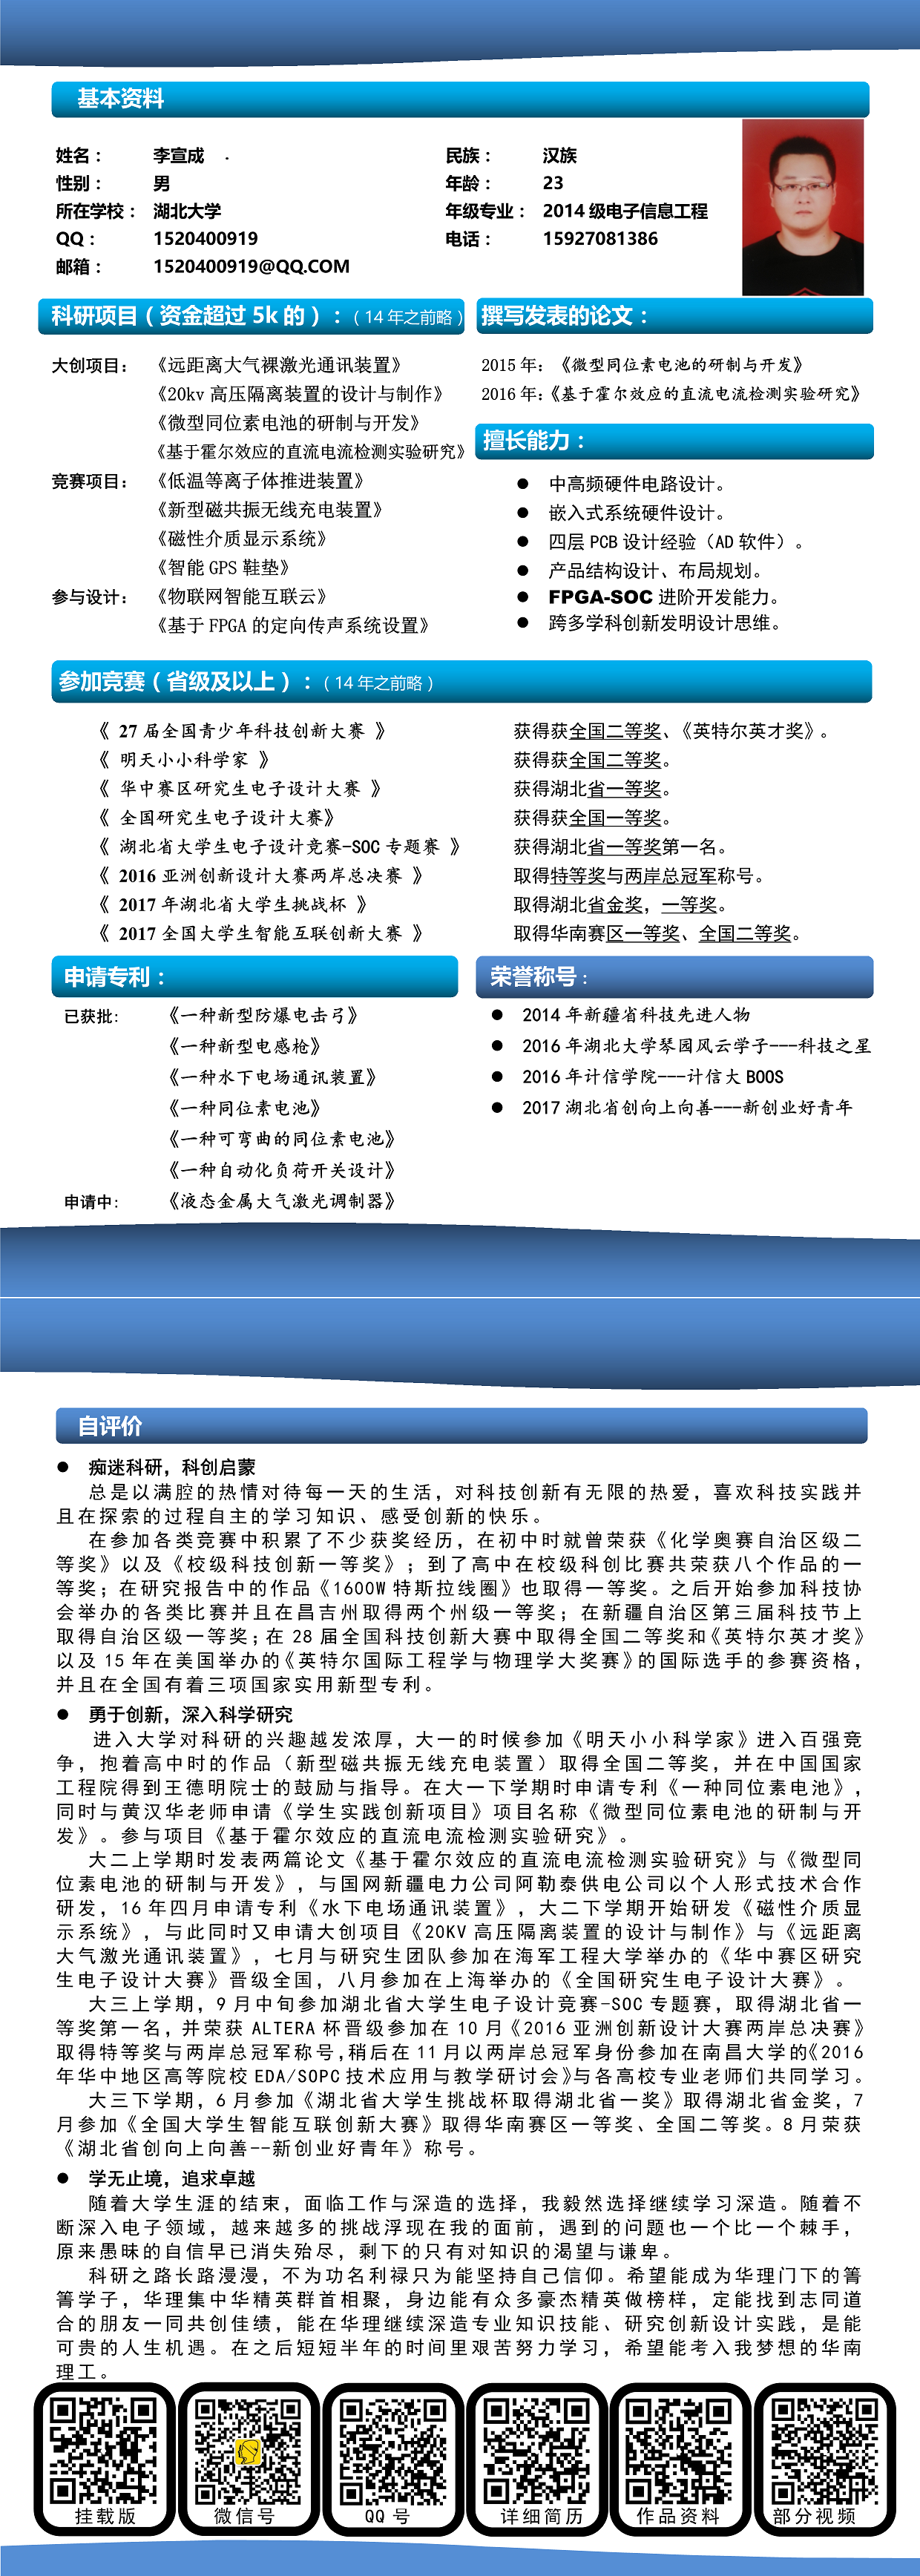 基本资料
姓名： 李宣成 .
民族： 汉族
性别： 男
年龄： 23
所在学校： 湖北大学
年级专业： 2014 级电子信息工程
QQ： 1520400919
电话： 15927081386
邮箱： 1520400919@QQ.COM
科研项目（资金超过 5k 的）：（14 年之前略）
大创项目： 《远距离大气裸激光通讯装置》
《20kv 高压隔离装置的设计与制作》
《微型同位素电池的研制与开发》
《基于霍尔效应的直流电流检测实验研究》
竞赛项目： 《低温等离子体推进装置》
《新型磁共振无线充电装置》
《磁性介质显示系统》
《智能 GPS 鞋垫》
参与设计： 《物联网智能互联云》
《基于 FPGA 的定向传声系统设置》
撰写发表的论文：
2015 年：《微型同位素电池的研制与开发》
2016 年：《基于霍尔效应的直流电流检测实验研究》
擅长能力：
● 中高频硬件电路设计。
● 嵌入式系统硬件设计。
● 四层 PCB 设计经验（AD 软件）。
● 产品结构设计、布局规划。
● FPGA-SOC 进阶开发能力。
● 跨多学科创新发明设计思维。
参加竞赛（省级及以上）：（14 年之前略）
《 27 届全国青少年科技创新大赛 》 获得获全国二等奖、《英特尔英才奖》。
《 明天小小科学家 》 获得获全国二等奖。
《 华中赛区研究生电子设计大赛 》 获得湖北省一等奖。
《 全国研究生电子设计大赛》 获得获全国一等奖。
《 湖北省大学生电子设计竞赛-SOC 专题赛 》 获得湖北省一等奖第一名。
《 2016 亚洲创新设计大赛两岸总决赛 》 取得特等奖与两岸总冠军称号。
《 2017 年湖北省大学生挑战杯 》 取得湖北省金奖，一等奖。
《 2017 全国大学生智能互联创新大赛 》 取得华南赛区一等奖、全国二等奖。
申请专利：
已获批： 《一种新型防爆电击弓》
《一种新型电感枪》
《一种水下电场通讯装置》
《一种同位素电池》
《一种可弯曲的同位素电池》
《一种自动化负荷开关设计》
申请中： 《液态金属大气激光调制器》
荣誉称号：
● 2014 年新疆省科技先进人物
● 2016 年湖北大学琴园风云学子---科技之星
● 2016 年计信学院---计信大 BOOS
● 2017 湖北省创向上向善---新创业好青年
自评价
● 痴迷科研，科创启蒙
总是以满腔的热情对待每一天的生活，对科技创新有无限的热爱，喜欢科技实践并
且在探索的过程自主的学习知识、感受创新的快乐。
在参加各类竞赛中积累了不少获奖经历，在初中时就曾荣获《化学奥赛自治区级二
等奖》以及《校级科技创新一等奖》；到了高中在校级科创比赛共荣获八个作品的一
等奖；在研究报告中的作品《1600W 特斯拉线圈》也取得一等奖。之后开始参加科技协
会举办的各类比赛并且在昌吉州取得两个州级一等奖；在新疆自治区第三届科技节上
取得自治区级一等奖；在 28 届全国科技创新大赛中取得全国二等奖和《英特尔英才奖》
以及 15 年在美国举办的《英特尔国际工程学与物理学大奖赛》的国际选手的参赛资格，
并且在全国有着三项国家实用新型专利。
● 勇于创新，深入科学研究
进入大学对科研的兴趣越发浓厚，大一的时候参加《明天小小科学家》进入百强竞
争，抱着高中时的作品（新型磁共振无线充电装置）取得全国二等奖，并在中国国家
工程院得到王德明院士的鼓励与指导。在大一下学期时申请专利《一种同位素电池》，
同时与黄汉华老师申请《学生实践创新项目》项目名称《微型同位素电池的研制与开
发》。参与项目《基于霍尔效应的直流电流检测实验研究》。
大二上学期时发表两篇论文《基于霍尔效应的直流电流检测实验研究》与《微型同
位素电池的研制与开发》，与国网新疆电力公司阿勒泰供电公司以个人形式技术合作
研发，16 年四月申请专利《水下电场通讯装置》，大二下学期开始研发《磁性介质显
示系统》，与此同时又申请大创项目《20KV 高压隔离装置的设计与制作》与《远距离
大气激光通讯装置》，七月与研究生团队参加在海军工程大学举办的《华中赛区研究
生电子设计大赛》晋级全国，八月参加在上海举办的《全国研究生电子设计大赛》。
大三上学期，9 月中旬参加湖北省大学生电子设计竞赛-SOC 专题赛，取得湖北省一
等奖第一名，并荣获 ALTERA 杯晋级参加在 10 月《2016 亚洲创新设计大赛两岸总决赛》
取得特等奖与两岸总冠军称号，稍后在 11 月以两岸总冠军身份参加在南昌大学的《2016
年华中地区高等院校 EDA/SOPC 技术应用与教学研讨会》与各高校专业老师们共同学习。
大三下学期，6 月参加《湖北省大学生挑战杯取得湖北省一奖》取得湖北省金奖，7
月参加《全国大学生智能互联创新大赛》取得华南赛区一等奖、全国二等奖。8 月荣获
《湖北省创向上向善--新创业好青年》称号。
● 学无止境，追求卓越
随着大学生涯的结束，面临工作与深造的选择，我毅然选择继续学习深造。随着不
断深入电子领域，越来越多的挑战浮现在我的面前，遇到的问题也一个比一个棘手，
原来愚昧的自信早已消失殆尽，剩下的只有对知识的渴望与谦卑。
科研之路长路漫漫，不为功名利禄只为能坚持自己信仰。希望能成为华理门下的箐
箐学子，华理集中华精英群首相聚，身边能有众多豪杰精英做榜样，定能找到志同道
合的朋友一同共创佳绩，能在华理继续深造专业知识技能、研究创新设计实践，是能
可贵的人生机遇。在之后短短半年的时间里艰苦努力学习，希望能考入我梦想的华南
理工。
挂载版 微信号 QQ 号 详细简历 作品资料 部分视频